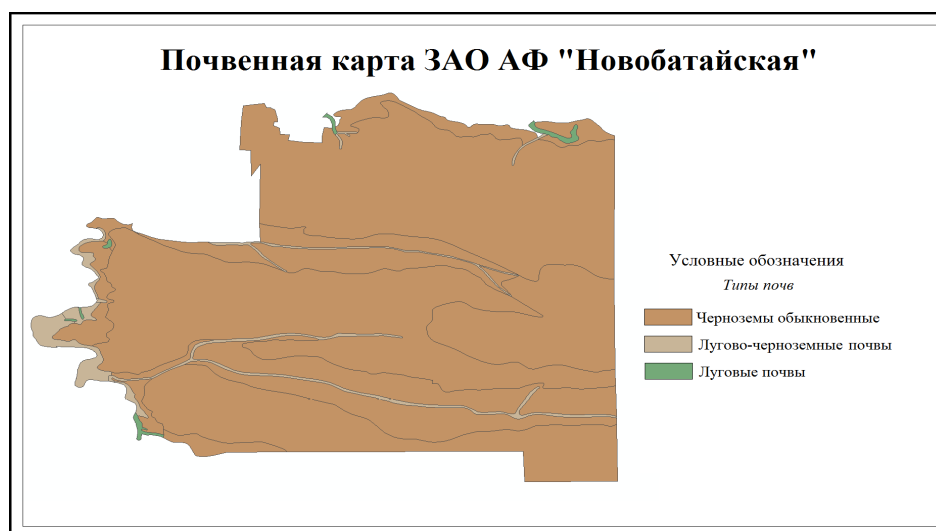 Почвенная карта ЗАО АФ "Новобатайская"
Условные обозначения
Типы почв
Черноземы обыкновенные
Лугово-черноземные почвы
Луговые почвы